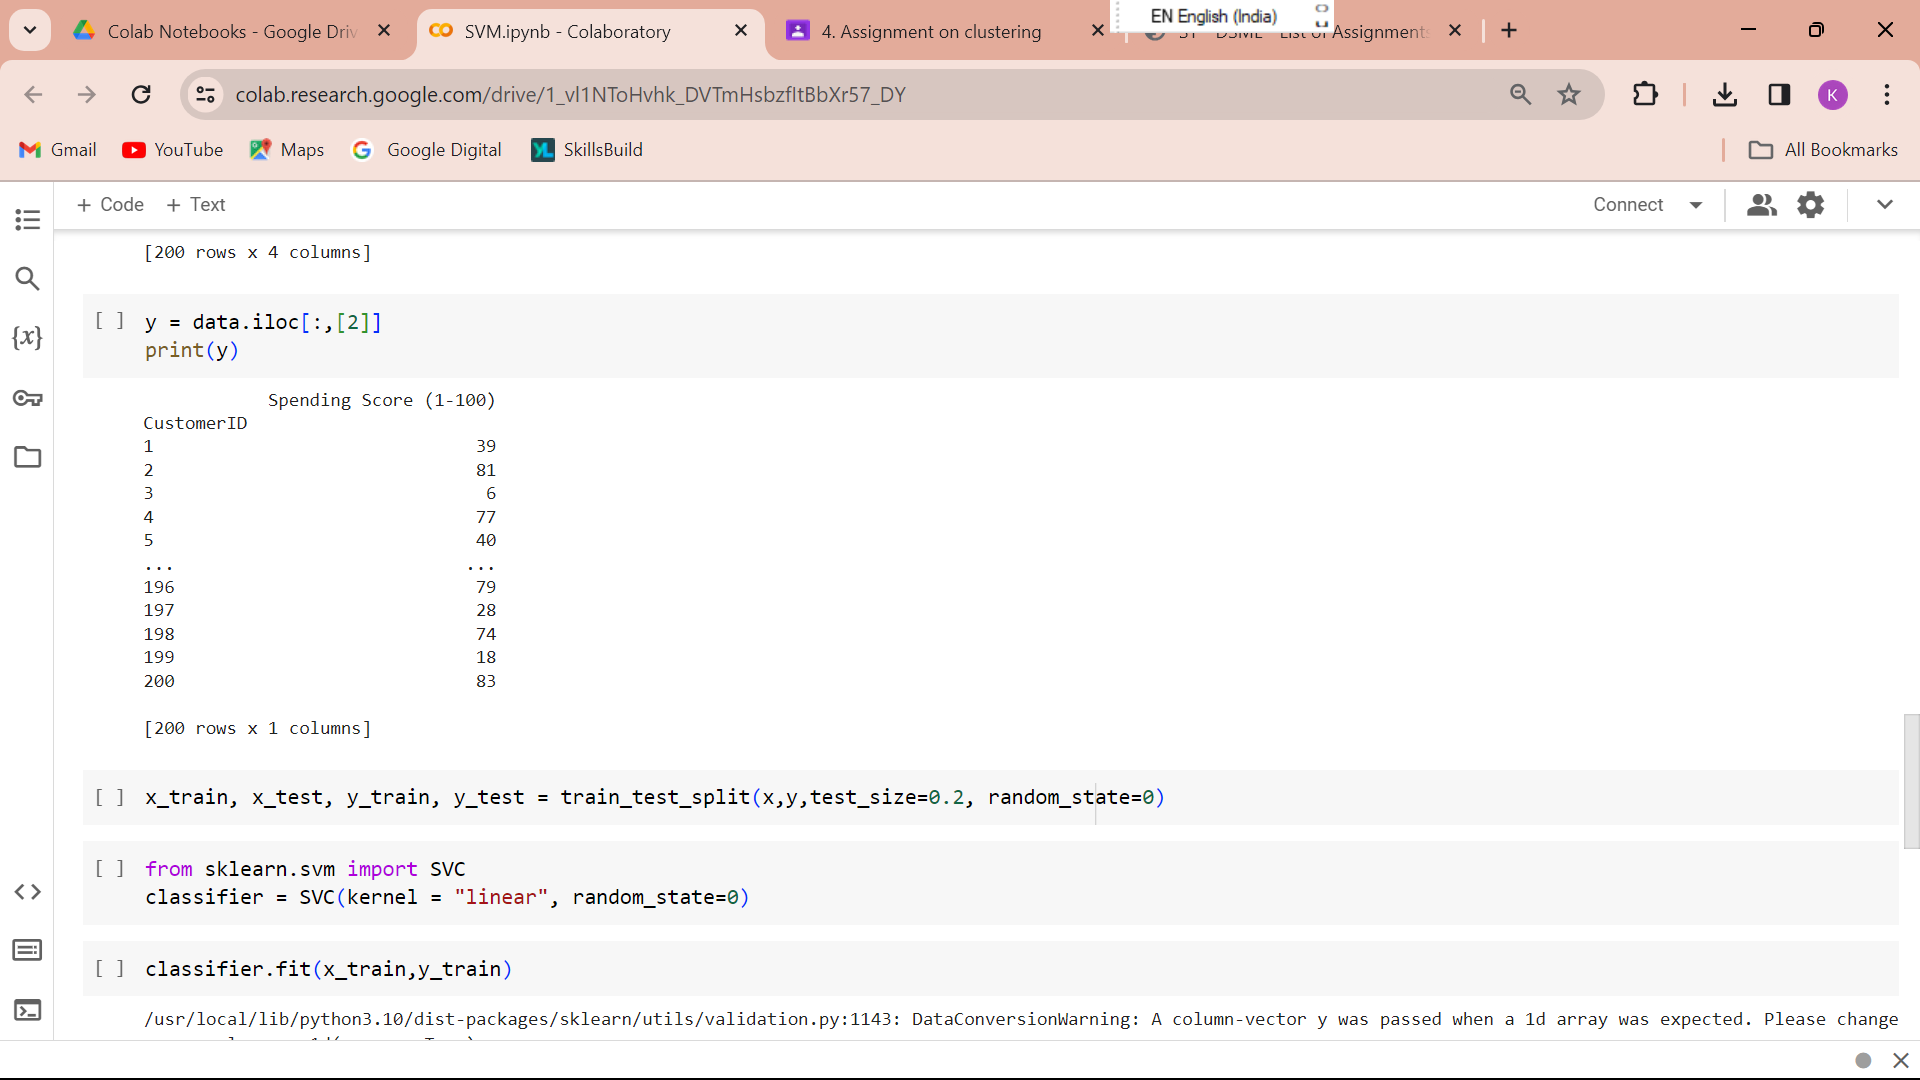 Colab Notebooks - Google Driv
SVM.ipynb - Colaboratory
4. Assignment on clustering
EN English (India)
colab.research.google.com/drive/1_vl1NToHvhk_DVTmHsbzfItBbXr57_DY
K
Gmail
YouTube
Maps
Google Digital
SkillsBuild
All Bookmarks
+ Code
+ Text
Connect
[200 rows x 4 columns]
[ ] y = data.iloc[:,[2]]
print(y)
Spending Score (1-100)
CustomerID
1 39
2 81
3 6
4 77
5 40
... ...
196 79
197 28
198 74
199 18
200 83
[200 rows x 1 columns]
[ ] x_train, x_test, y_train, y_test = train_test_split(x,y,test_size=0.2, random_state=0)
[ ] from sklearn.svm import SVC
classifier = SVC(kernel = "linear", random_state=0)
[ ] classifier.fit(x_train,y_train)
/usr/local/lib/python3.10/dist-packages/sklearn/utils/validation.py:1143: DataConversionWarning: A column-vector y was passed when a 1d array was expected. Please change